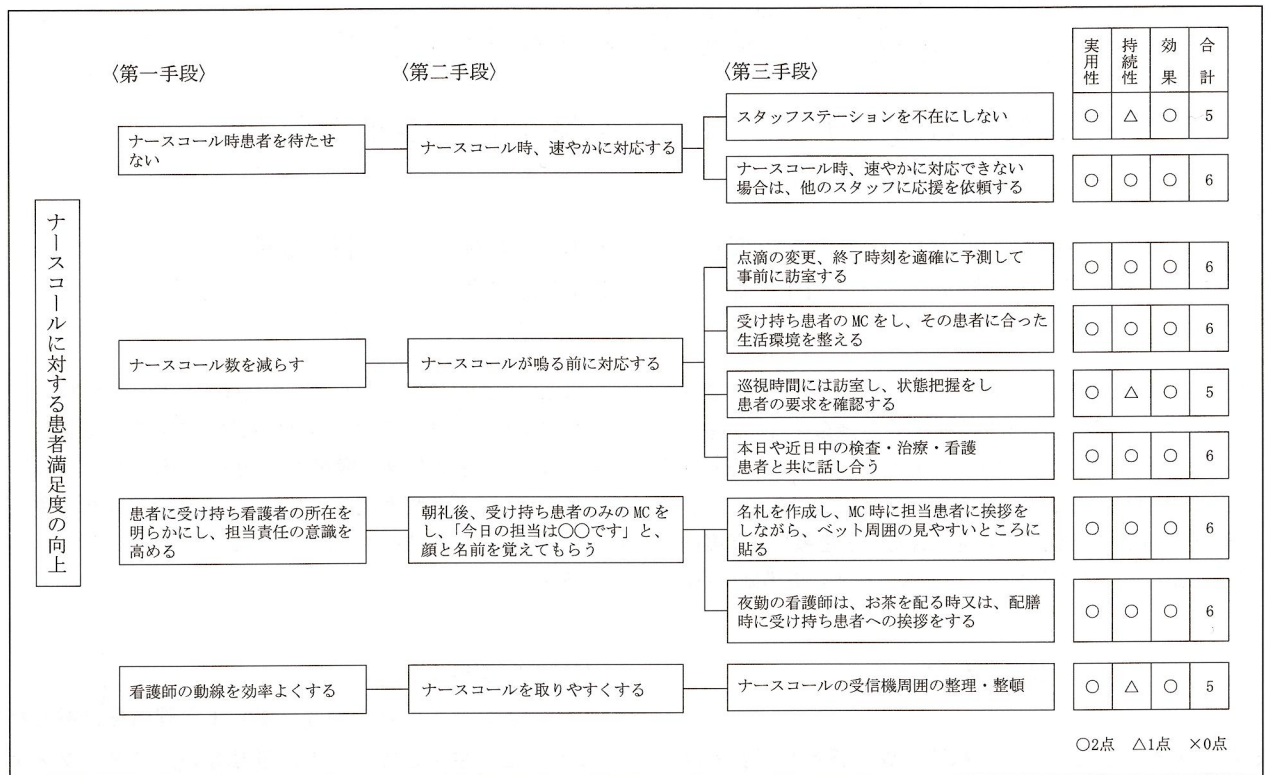 〈第一手段〉
〈第二手段〉
〈第三手段〉
実用性
持続性
効果
合計
ナースコールに対する患者満足度の向上
ナースコール時患者を待たせ
ない
ナースコール時、速やかに対応する
スタッフステーションを不在にしない
○ △ ○ 5
ナースコール時、速やかに対応できない
場合は、他のスタッフに応援を依頼する
○ ○ ○ 6
ナースコール数を減らす
ナースコールが鳴る前に対応する
点滴の変更、終了時刻を適確に予測して
事前に訪室する
○ ○ ○ 6
受け持ち患者のMCをし、その患者に合った
生活環境を整える
○ ○ ○ 6
巡視時間には訪室し、状態把握をし
患者の要求を確認する
○ △ ○ 5
本日や近日中の検査・治療・看護
患者と共に話し合う
○ ○ ○ 6
患者に受け持ち看護者の所在を
明らかにし、担当責任の意識を
高める
朝礼後、受け持ち患者のみのMCを
し、「今日の担当は○○です」と、
顔と名前を覚えてもらう
名札を作成し、MC時に担当患者に挨拶を
しながら、ベット周囲の見やすいところに
貼る
○ ○ ○ 6
夜勤の看護師は、お茶を配る時又は、配膳
時に受け持ち患者への挨拶をする
○ ○ ○ 6
看護師の動線を効率よくする
ナースコールを取りやすくする
ナースコールの受信機周囲の整理・整頓
○ △ ○ 5
○2点 △1点 ×0点